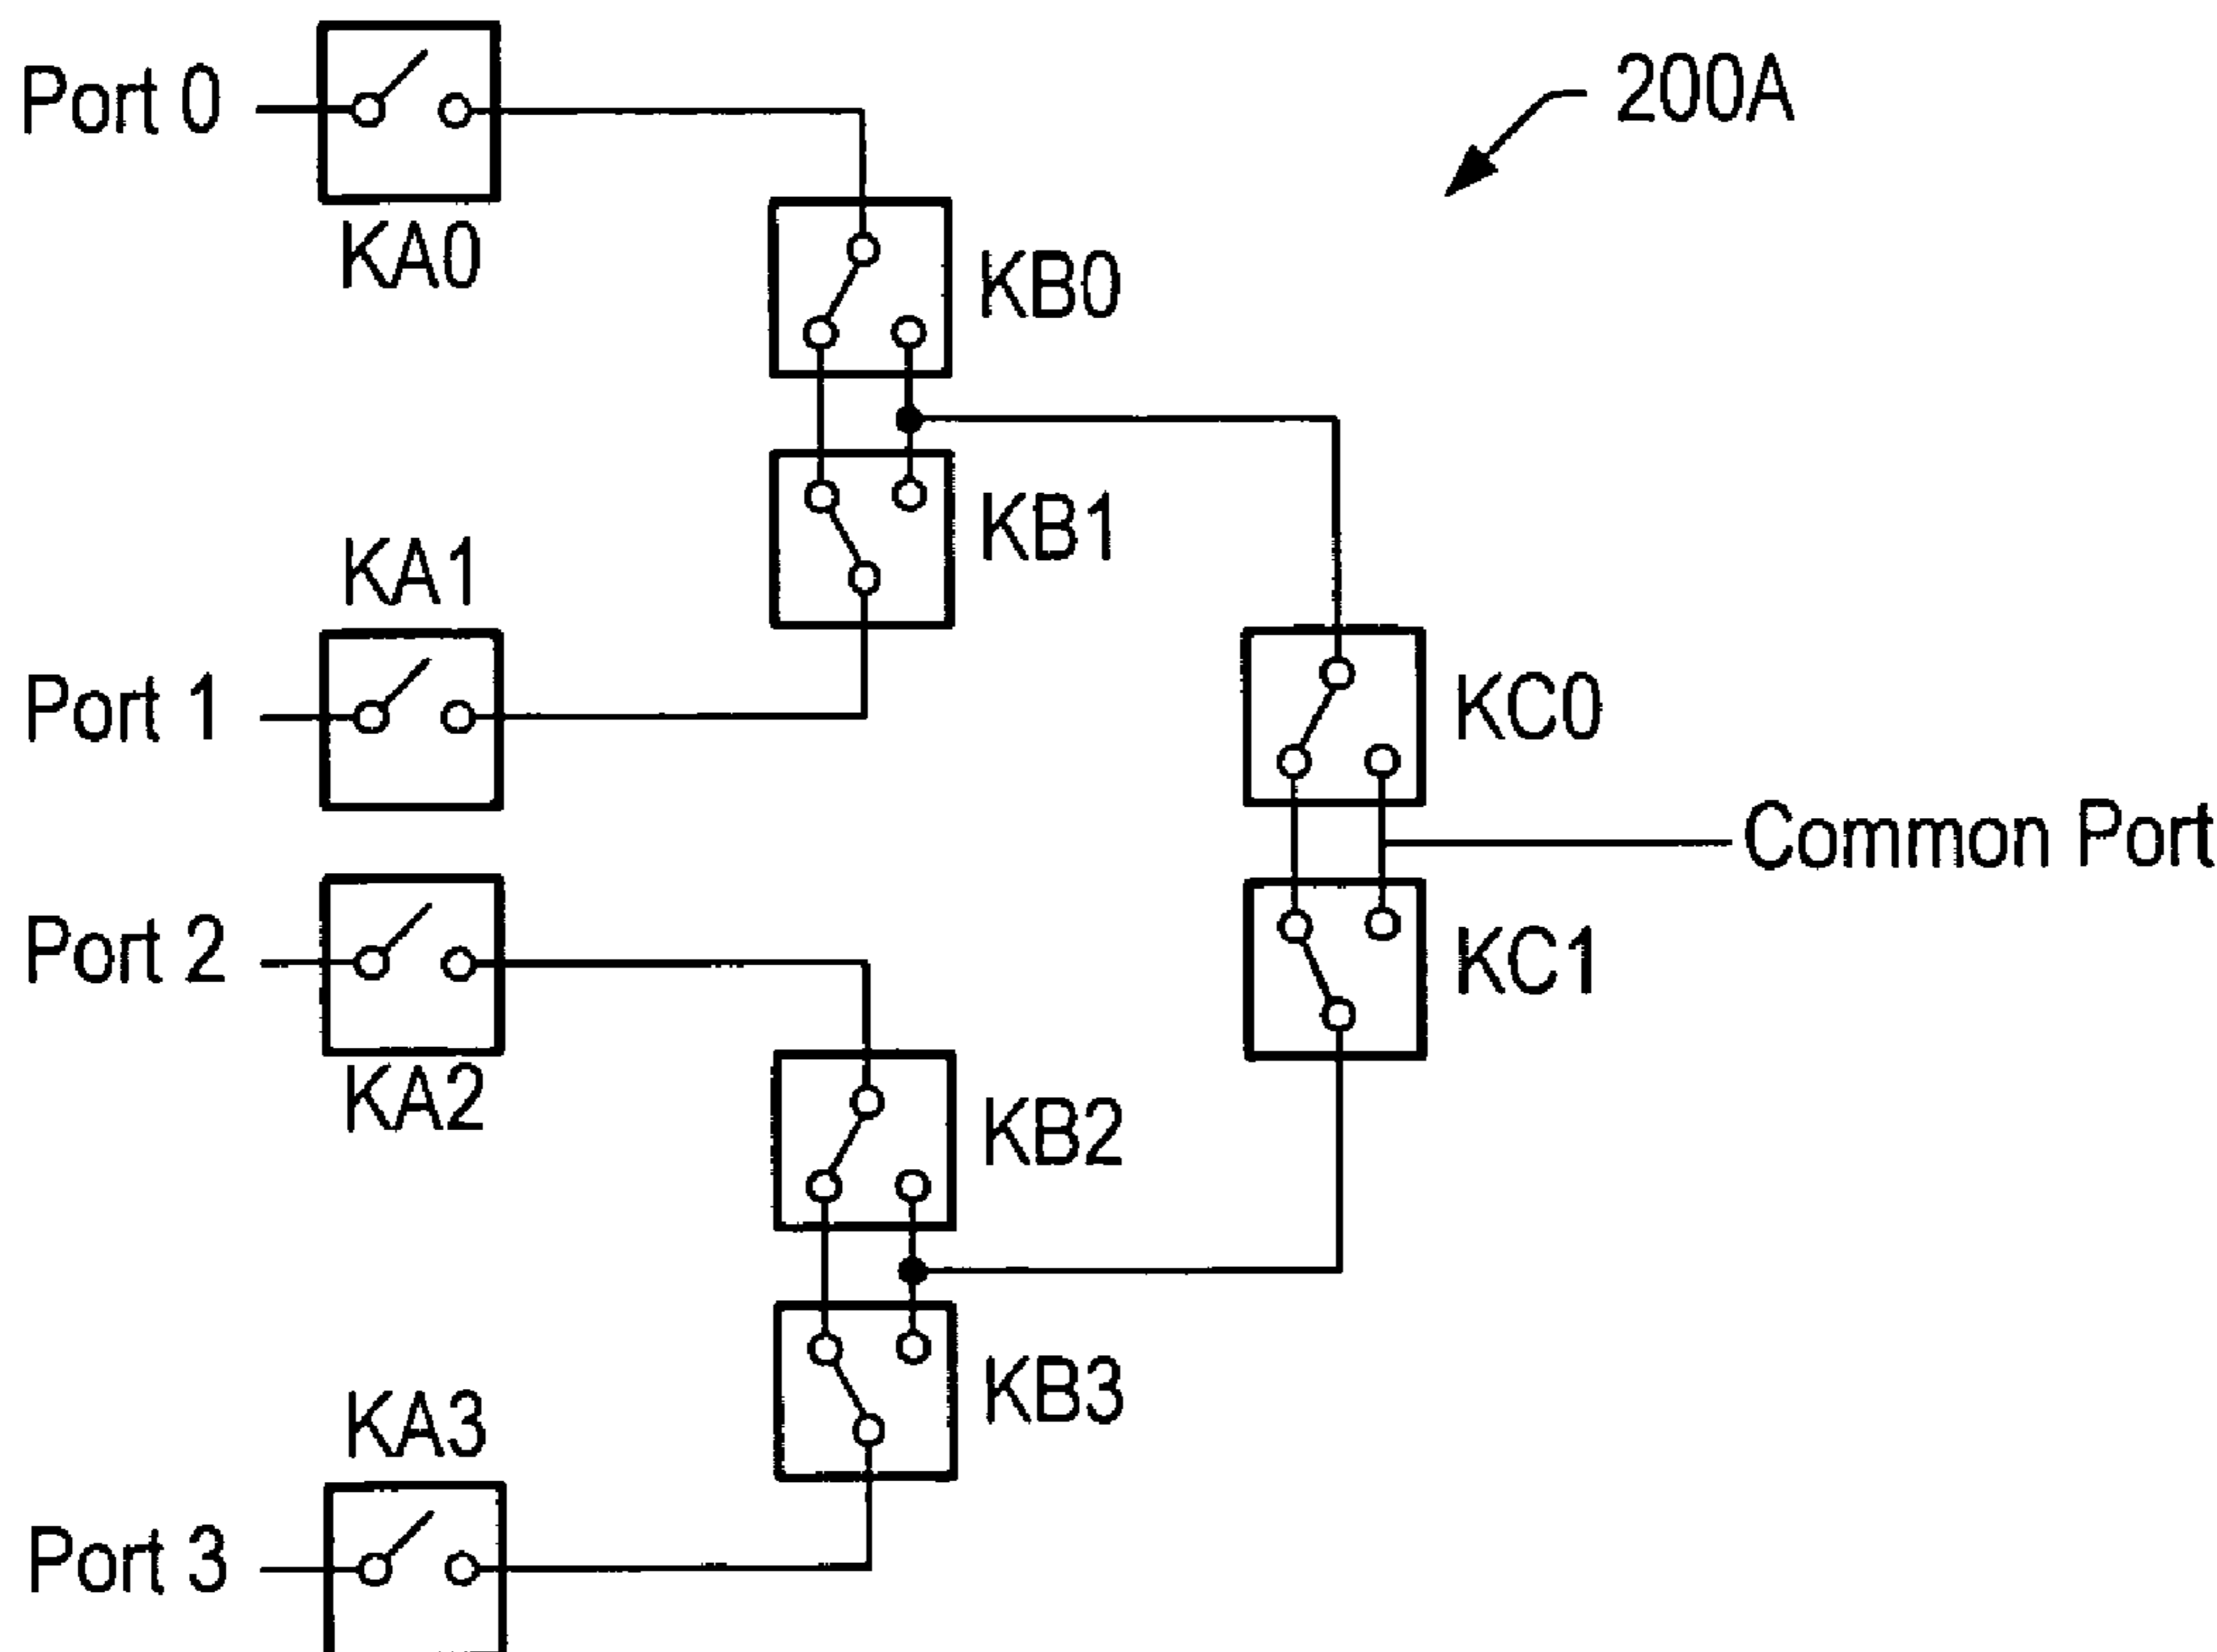 Port 0
200A
KA0
KB0
KA1
KB1
Port 1
KC0
Common Port
Port 2
KC1
KA2
KB2
KA3
KB3
Port 3